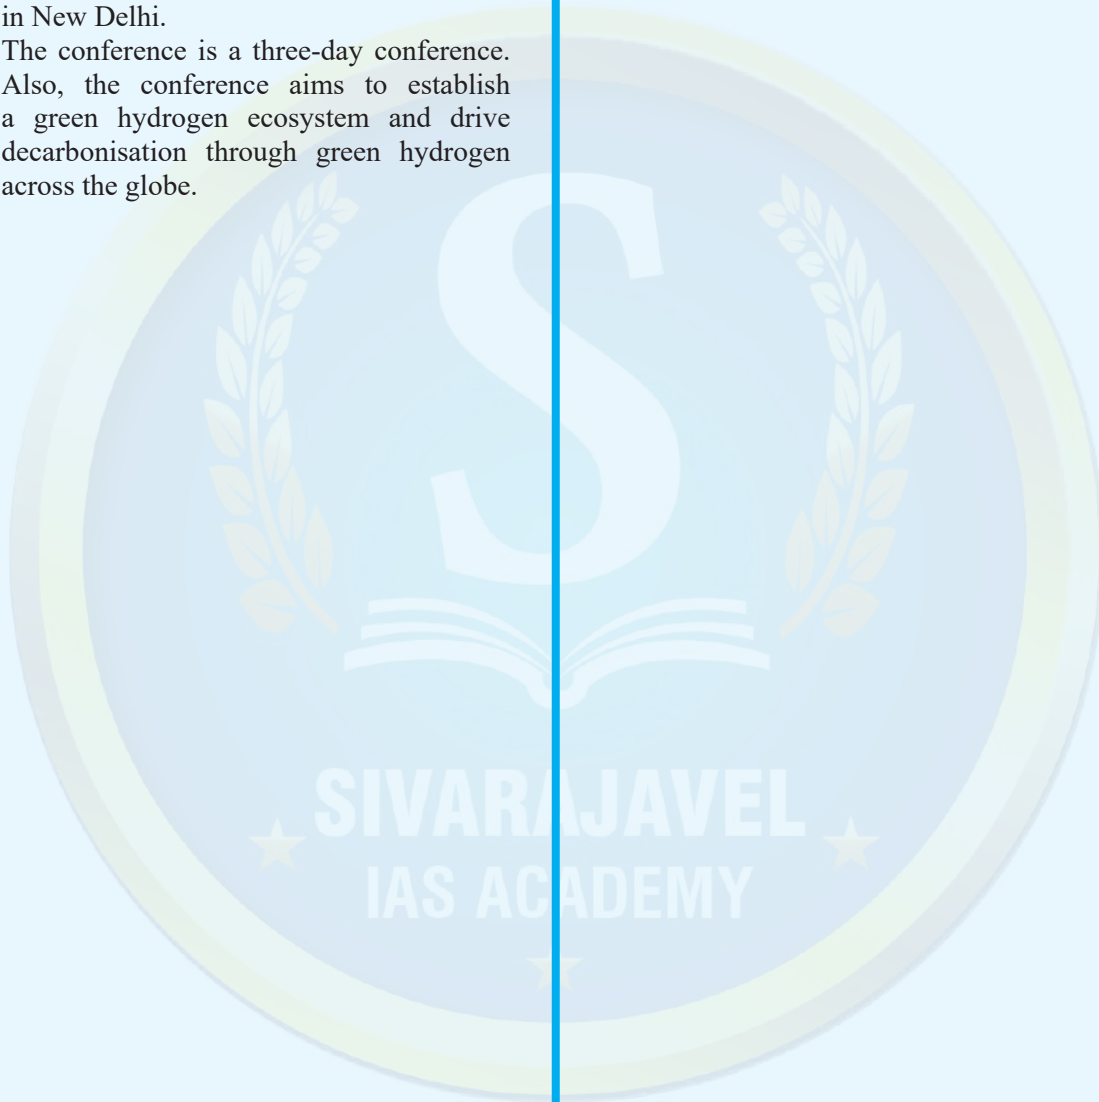 in New Delhi.
The conference is a three-day conference.
Also, the conference aims to establish
a green hydrogen ecosystem and drive
decarbonisation through green hydrogen
across the globe.
S
SIVARAJAVEL
IAS ACADEMY